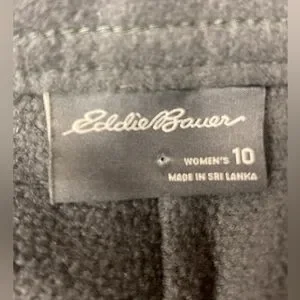 Eddie Bauer
WOMEN'S 10
MADE IN SRI LANKA